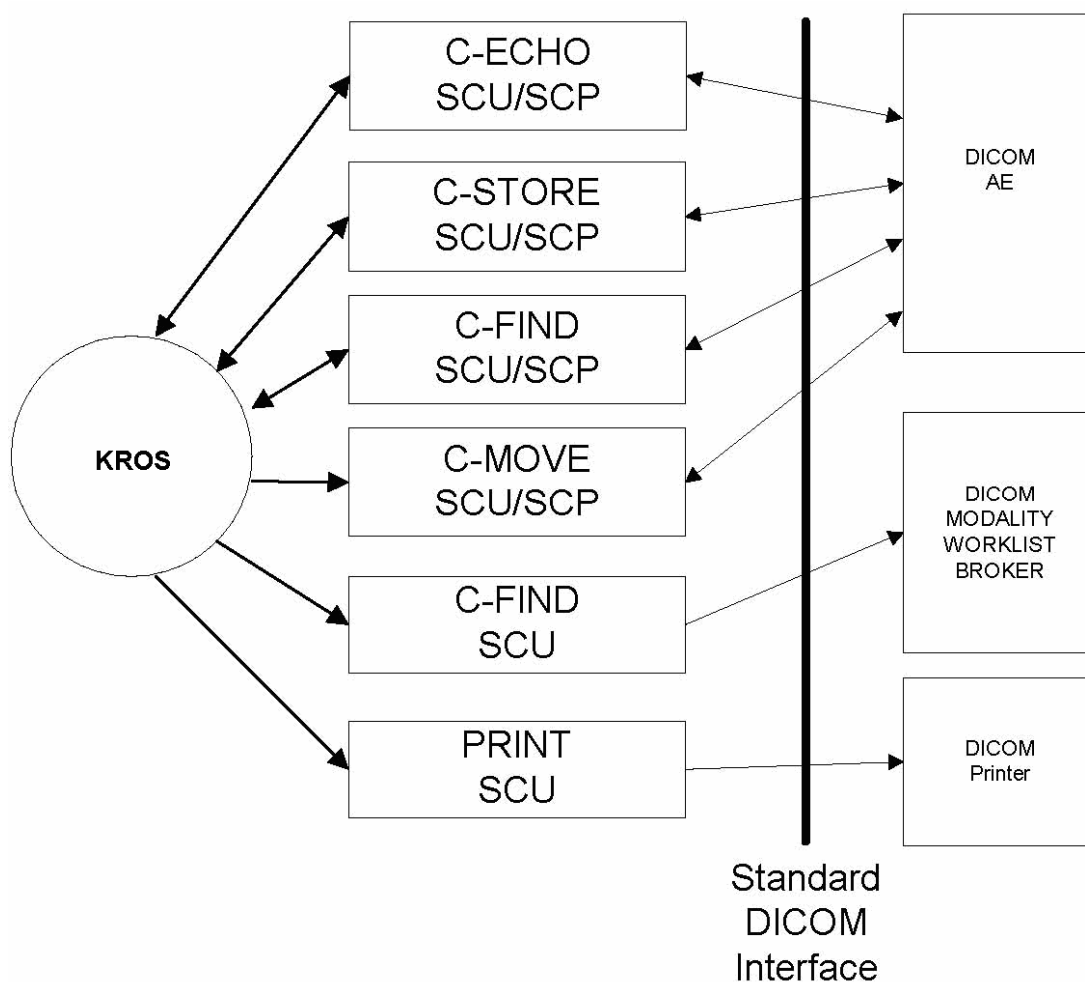 C-ECHO
SCU/SCP
C-STORE
SCU/SCP
C-FIND
SCU/SCP
C-MOVE
SCU/SCP
C-FIND
SCU
PRINT
SCU
KROS
DICOM
AE
DICOM
MODALITY
WORKLIST
BROKER
DICOM
Printer
Standard
DICOM
Interface